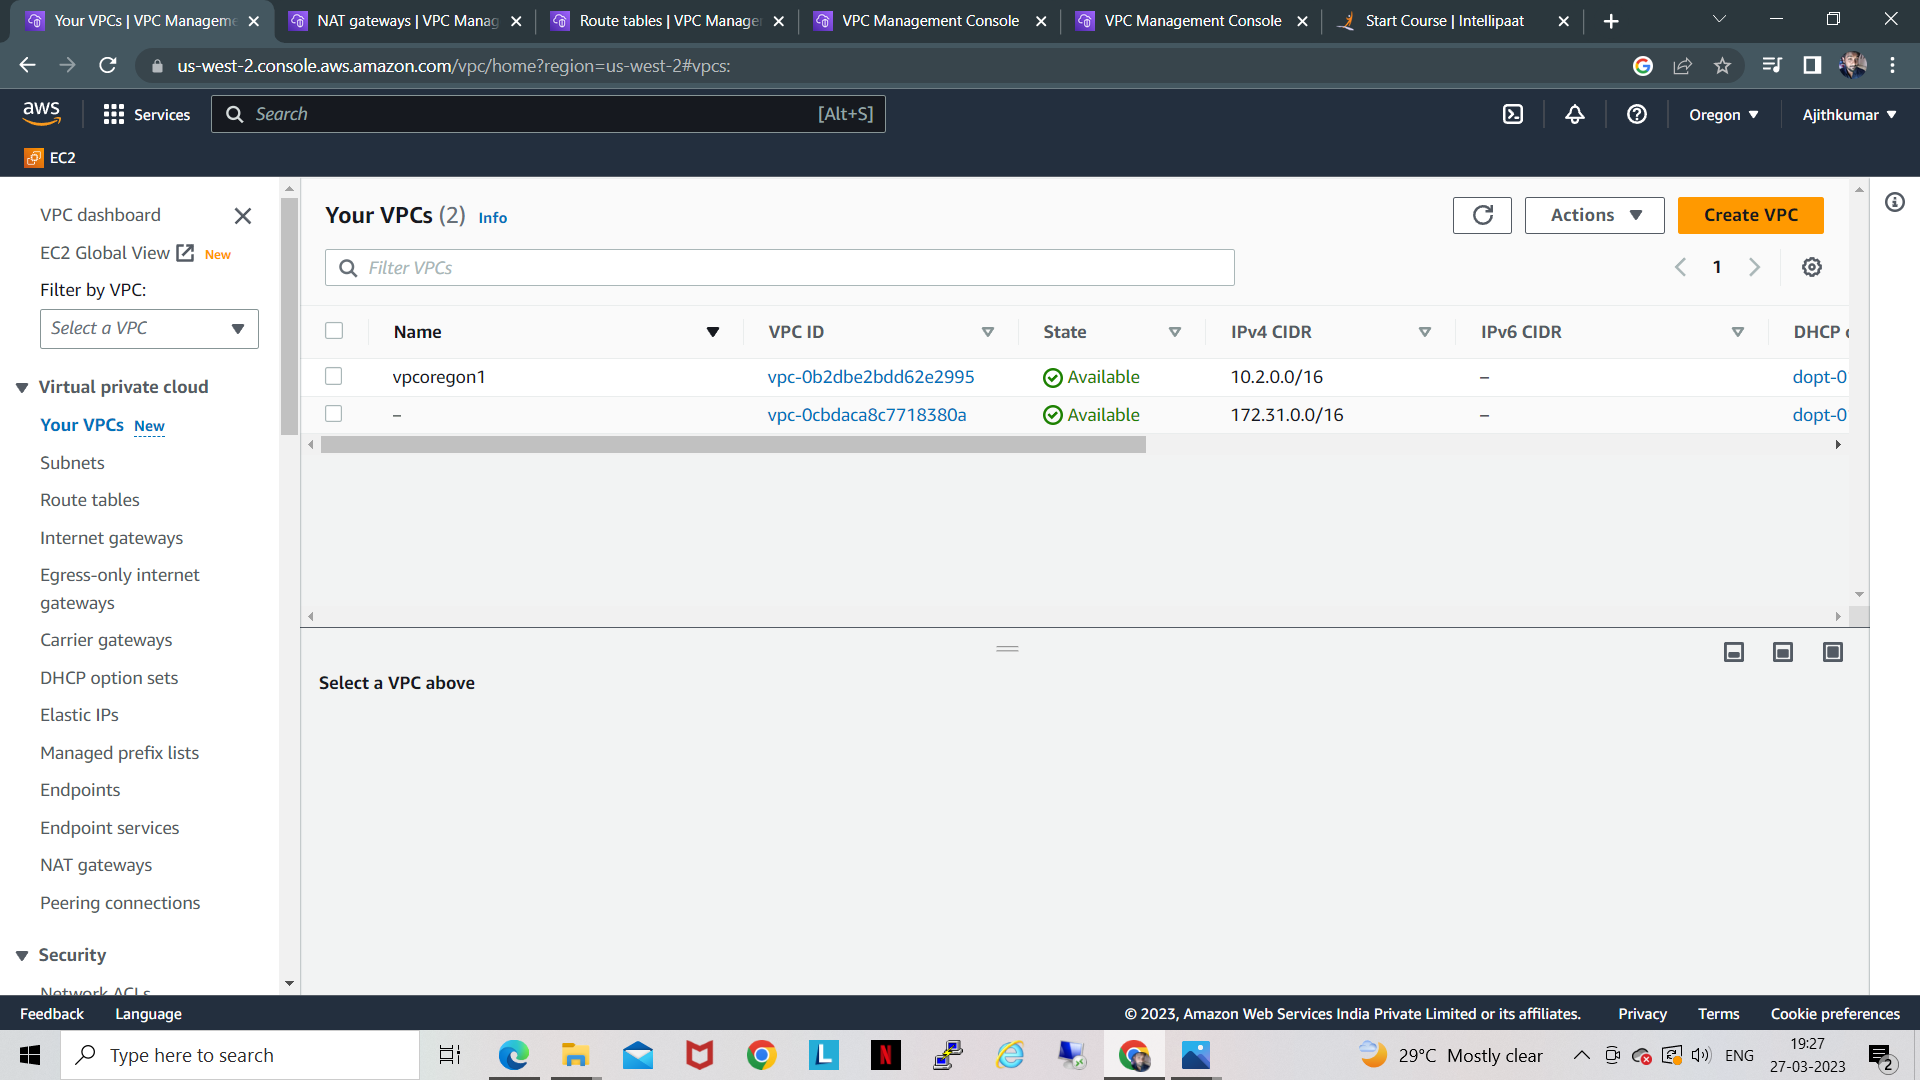 Your VPCs | VPC Manageme
NAT gateways | VPC Manag
Route tables | VPC Manager
VPC Management Console
VPC Management Console
Start Course | Intellipaat
us-west-2.console.aws.amazon.com/vpc/home?region=us-west-2#vpcs:
aws
Services
Search
[Alt+S]
Oregon
Ajithkumar
EC2
VPC dashboard
EC2 Global View New
Filter by VPC:
Select a VPC
Virtual private cloud
Your VPCs New
Subnets
Route tables
Internet gateways
Egress-only internet
gateways
Carrier gateways
DHCP option sets
Elastic IPs
Managed prefix lists
Endpoints
Endpoint services
NAT gateways
Peering connections
Security
Network ACLs
Your VPCs (2) Info
Actions
Create VPC
Filter VPCs
1
Name VPC ID State IPv4 CIDR IPv6 CIDR DHCP
vpcoregon1 vpc-0b2dbe2bdd62e2995 Available 10.2.0.0/16 – dopt-0
– vpc-0cbdaca8c7718380a Available 172.31.0.0/16 – dopt-0
Select a VPC above
Feedback Language © 2023, Amazon Web Services India Private Limited or its affiliates. Privacy Terms Cookie preferences
Type here to search
L
N
29°C Mostly clear
ENG
19:27
27-03-2023
2